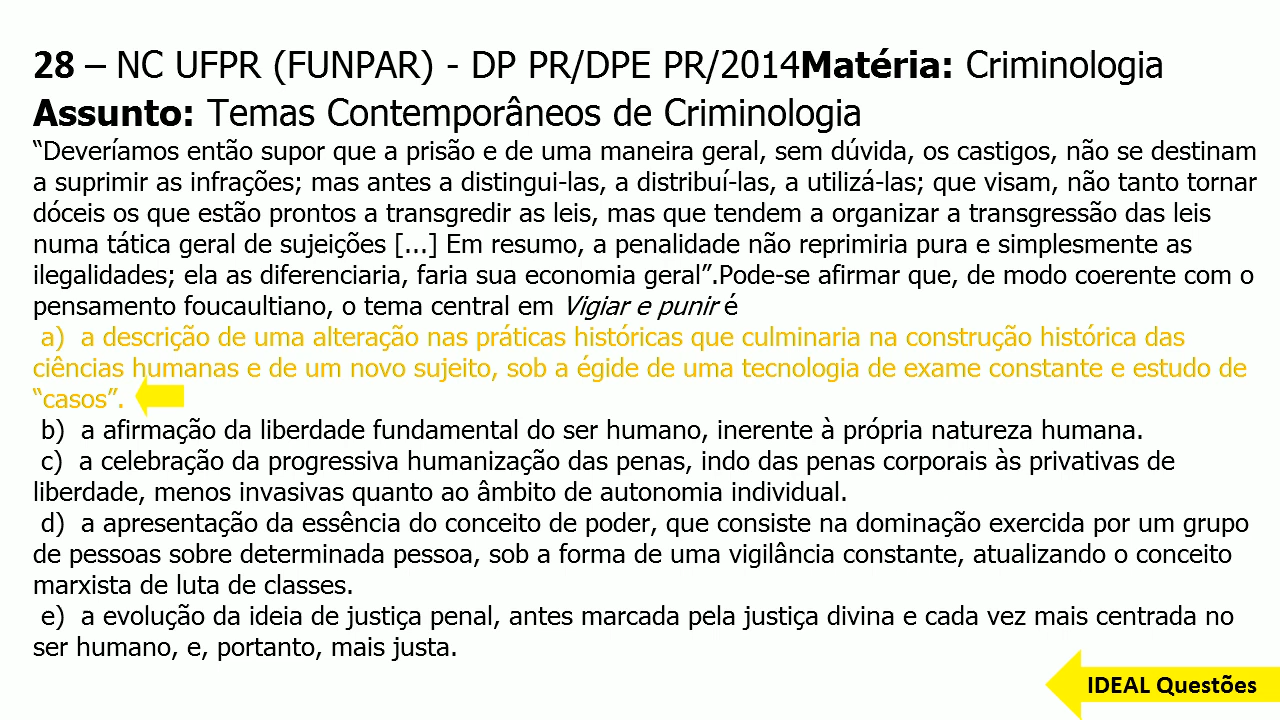 28 – NC UFPR (FUNPAR) - DP PR/DPE PR/2014Matéria: Criminologia
Assunto: Temas Contemporâneos de Criminologia
“Deveríamos então supor que a prisão e de uma maneira geral, sem dúvida, os castigos, não se destinam
a suprimir as infrações; mas antes a distingui-las, a distribuí-las, a utilizá-las; que visam, não tanto tornar
dóceis os que estão prontos a transgredir as leis, mas que tendem a organizar a transgressão das leis
numa tática geral de sujeições [...] Em resumo, a penalidade não reprimiria pura e simplesmente as
ilegalidades; ela as diferenciaria, faria sua economia geral”.Pode-se afirmar que, de modo coerente com o
pensamento foucaultiano, o tema central em Vigiar e punir é
a) a descrição de uma alteração nas práticas históricas que culminaria na construção histórica das
ciências humanas e de um novo sujeito, sob a égide de uma tecnologia de exame constante e estudo de
“casos”.
b) a afirmação da liberdade fundamental do ser humano, inerente à própria natureza humana.
c) a celebração da progressiva humanização das penas, indo das penas corporais às privativas de
liberdade, menos invasivas quanto ao âmbito de autonomia individual.
d) a apresentação da essência do conceito de poder, que consiste na dominação exercida por um grupo
de pessoas sobre determinada pessoa, sob a forma de uma vigilância constante, atualizando o conceito
marxista de luta de classes.
e) a evolução da ideia de justiça penal, antes marcada pela justiça divina e cada vez mais centrada no
ser humano, e, portanto, mais justa.
IDEAL Questões